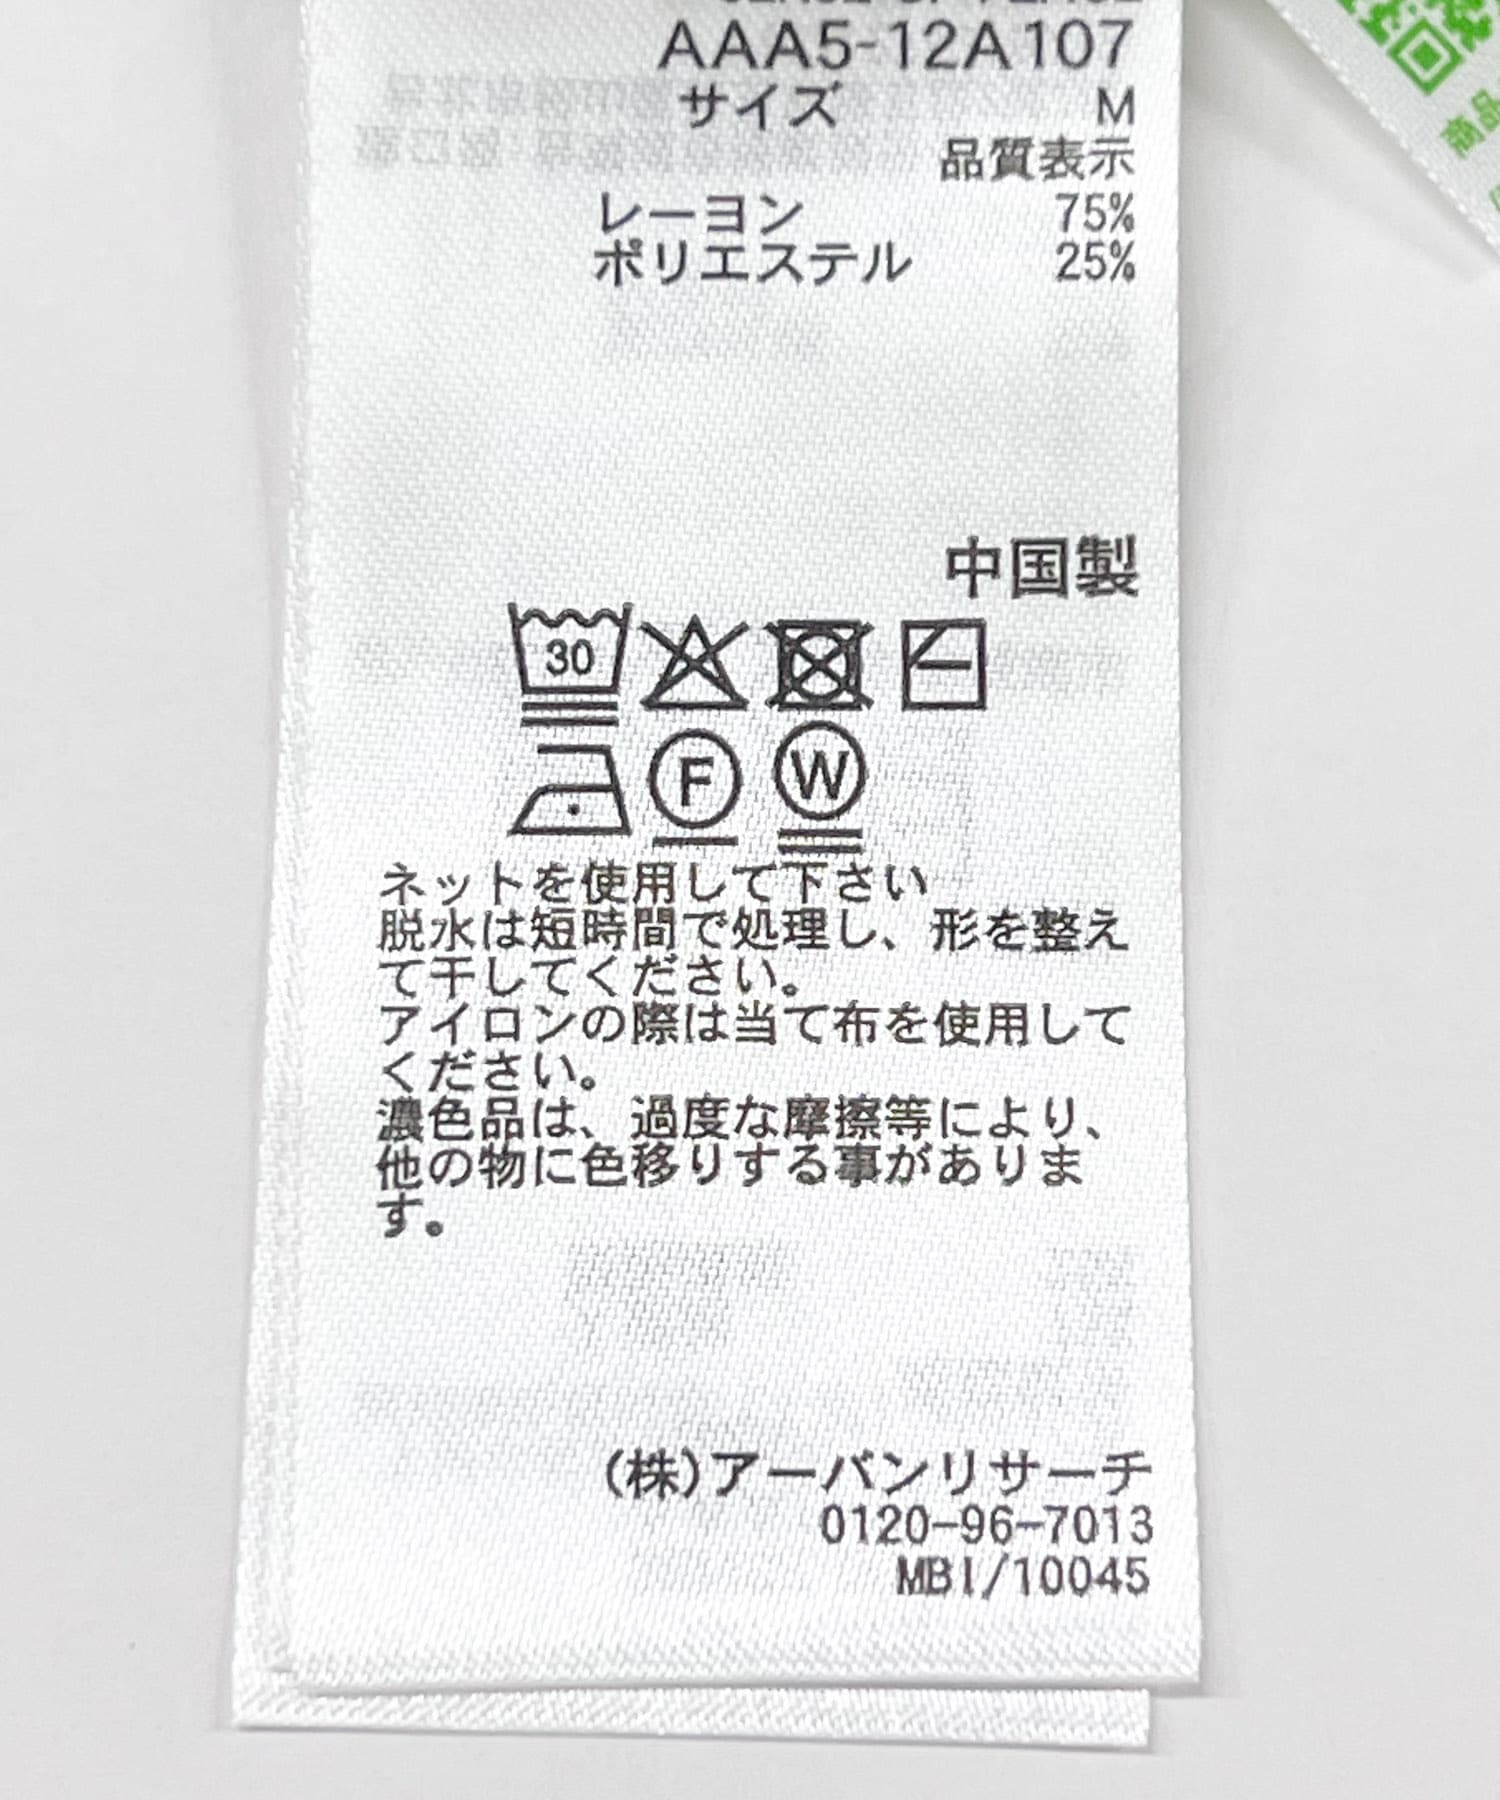 AAA5-12A107
サイズ M
品質表示
レーヨン 75%
ポリエステル 25%
中国製
30
F W
ネットを使用して下さい
脱水は短時間で処理し、形を整え
て干してください。
アイロンの際は当て布を使用して
ください。
濃色品は、過度な摩擦等により、
他の物に色移りする事がありま
す。
(株)アーバンリサーチ
0120-96-7013
MBI/10045